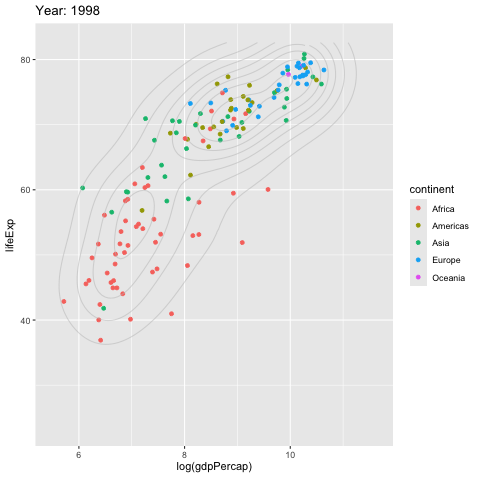 Year: 1998
80
60
40
lifeExp
6
8
10
log(gdpPercap)
continent
Africa
Americas
Asia
Europe
Oceania